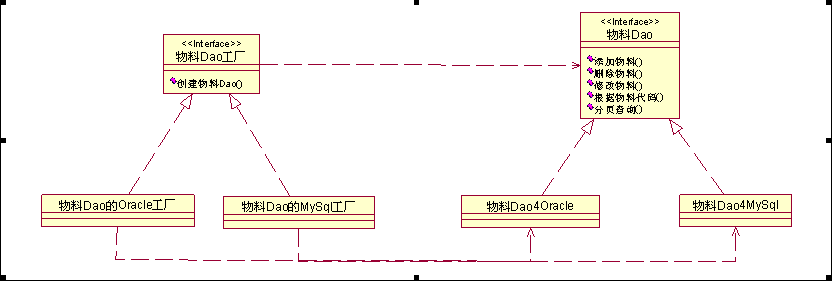 <<Interface>>
物料Dao工厂
创建物料Dao()
<<Interface>>
物料Dao
添加物料()
删除物料()
修改物料()
根据物料代码()
分页查询()
物料Dao的Oracle工厂
物料Dao的MySql工厂
物料Dao4Oracle
物料Dao4MySql